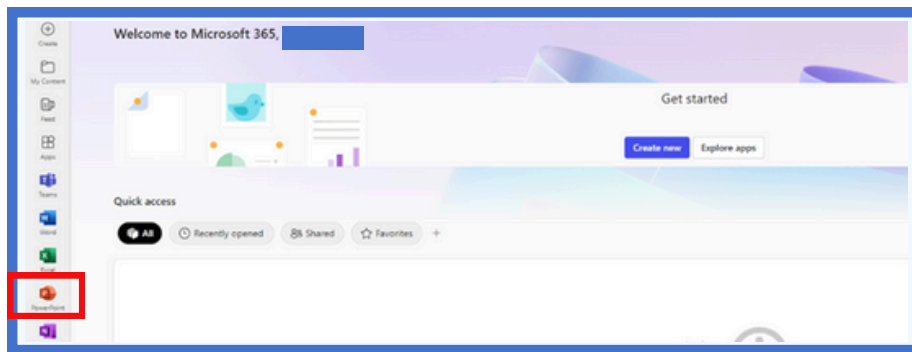 Create
Welcome to Microsoft 365,
My Content
Feed
Get started
Apps
Create new
Explore apps
Teams
Quick access
Word
All
Recently opened
Shared
Favorites
+
Excel
PowerPoint